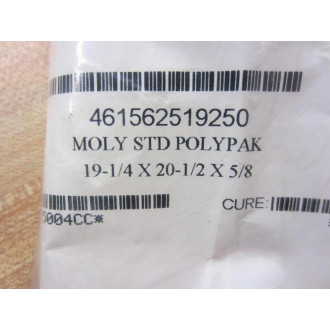 461562519250
MOLY STD POLYPAK
19-1/4 X 20-1/2 X 5/8
CURE:
5004CC*